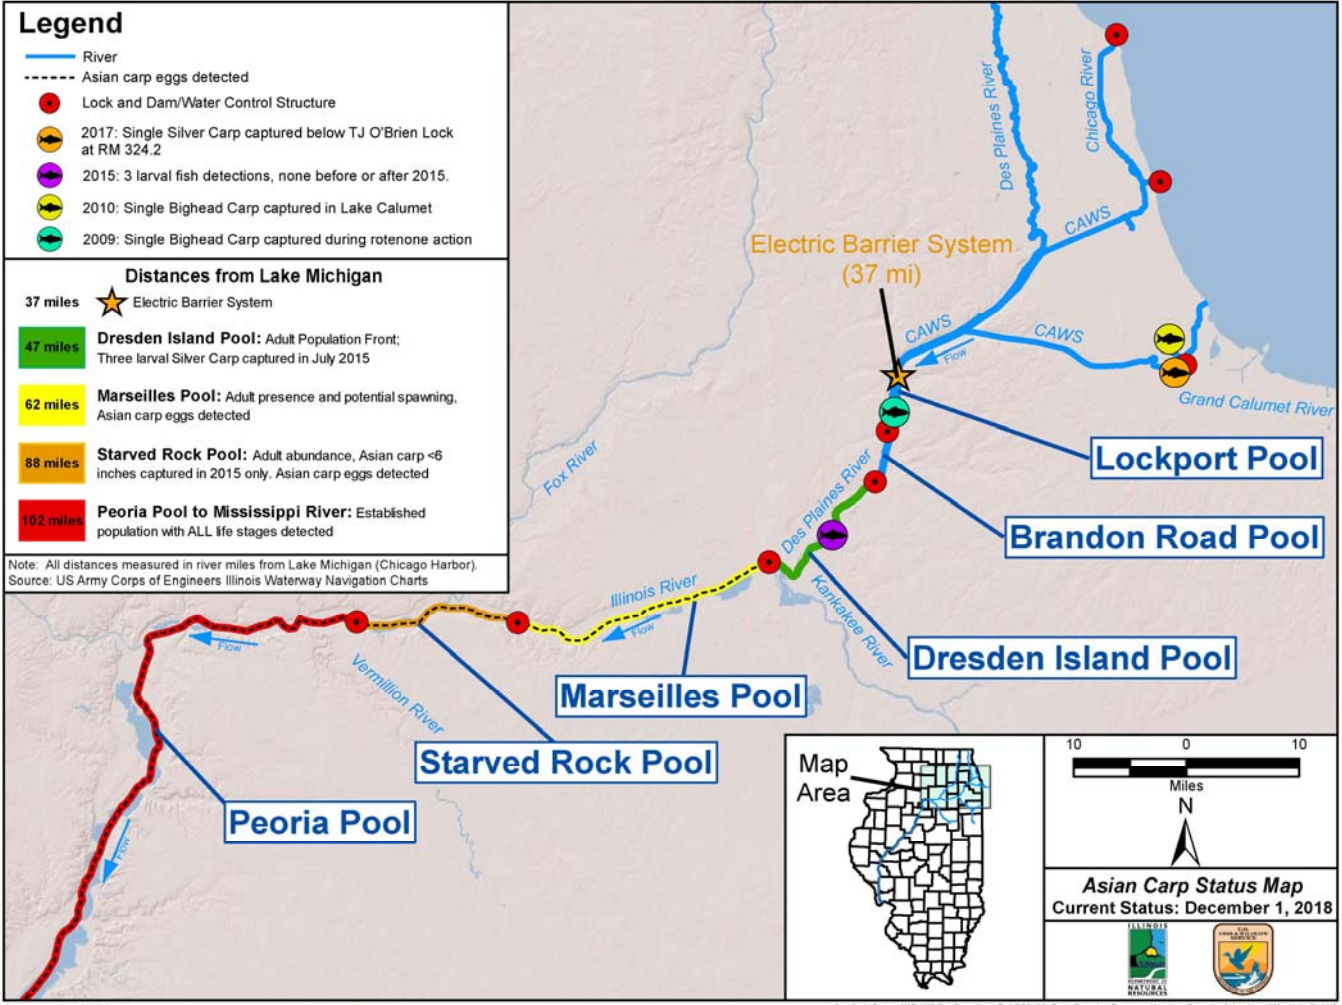 Legend
River
Asian carp eggs detected
Lock and Dam/Water Control Structure
2017: Single Silver Carp captured below TJ O'Brien Lock
at RM 324.2
2015: 3 larval fish detections, none before or after 2015.
2010: Single Bighead Carp captured in Lake Calumet
2009: Single Bighead Carp captured during rotenone action
Distances from Lake Michigan
37 miles Electric Barrier System
47 miles
Dresden Island Pool: Adult Population Front;
Three larval Silver Carp captured in July 2015
62 miles
Marseilles Pool: Adult presence and potential spawning,
Asian carp eggs detected
88 miles
Starved Rock Pool: Adult abundance, Asian carp <6
inches captured in 2015 only. Asian carp eggs detected
102 miles
Peoria Pool to Mississippi River: Established
population with ALL life stages detected
Note: All distances measured in river miles from Lake Michigan (Chicago Harbor).
Source: US Army Corps of Engineers Illinois Waterway Navigation Charts
Des Plaines River
Chicago River
CAWS
Electric Barrier System
(37 mi)
CAWS
Flow
CAWS
Grand Calumet River
Lockport Pool
Fox River
Des Plaines River
Brandon Road Pool
Illinois River
Flow
Kankakee River
Dresden Island Pool
Marseilles Pool
Flow
Vermillion River
Starved Rock Pool
Peoria Pool
Flow
Map
Area
10 0 10
Miles
N
Asian Carp Status Map
Current Status: December 1, 2018
ILLINOIS
DEPARTMENT OF
NATURAL
RESOURCES
U.S.
FISH & WILDLIFE
SERVICE